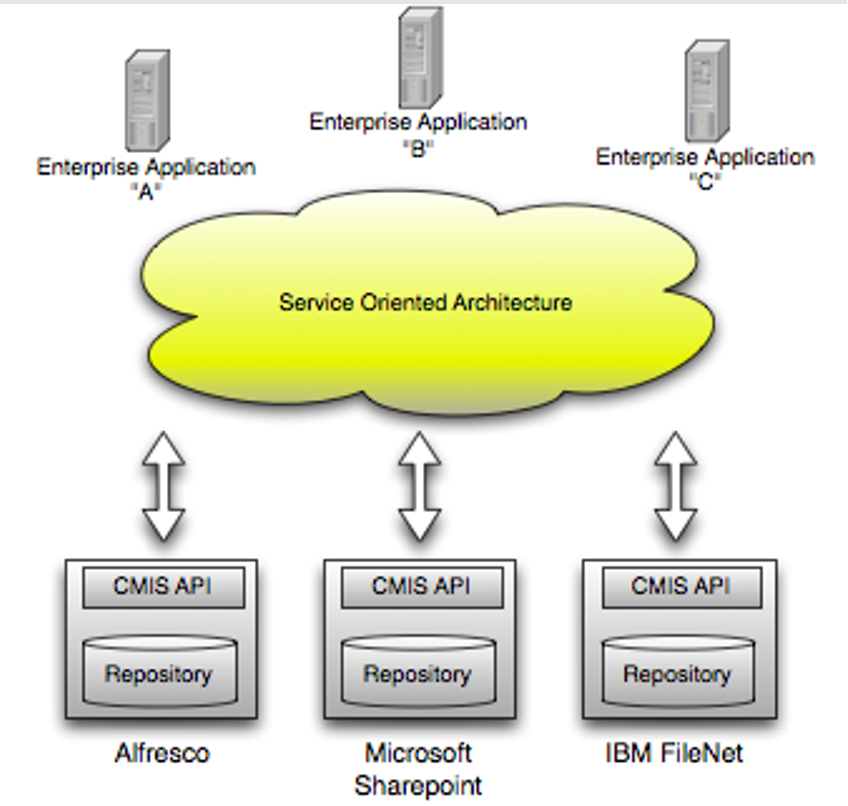 Enterprise Application
"B"
Enterprise Application
"A"
Enterprise Application
"C"
Service Oriented Architecture
CMIS API
CMIS API
CMIS API
Repository
Repository
Repository
Alfresco
Microsoft
Sharepoint
IBM FileNet